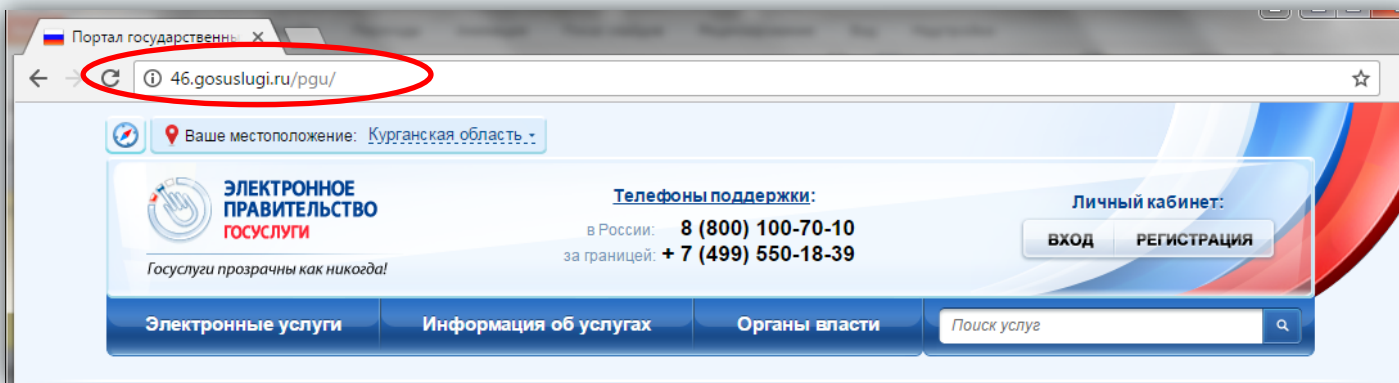 Портал государственны
46.gosuslugi.ru/pgu/
Ваше местоположение: Курганская область
ЭЛЕКТРОННОЕ
ПРАВИТЕЛЬСТВО
ГОСУСЛУГИ
Госуслуги прозрачны как никогда!
Телефоны поддержки:
в России: 8 (800) 100-70-10
за границей: + 7 (499) 550-18-39
Личный кабинет:
ВХОД РЕГИСТРАЦИЯ
Электронные услуги Информация об услугах Органы власти Поиск услуг